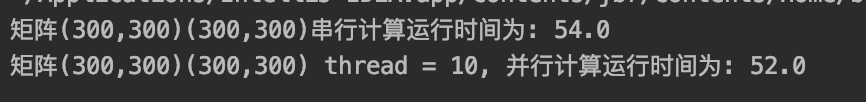 矩阵(300,300)(300,300)串行计算运行时间为: 54.0
矩阵(300,300)(300,300) thread = 10, 并行计算运行时间为: 52.0